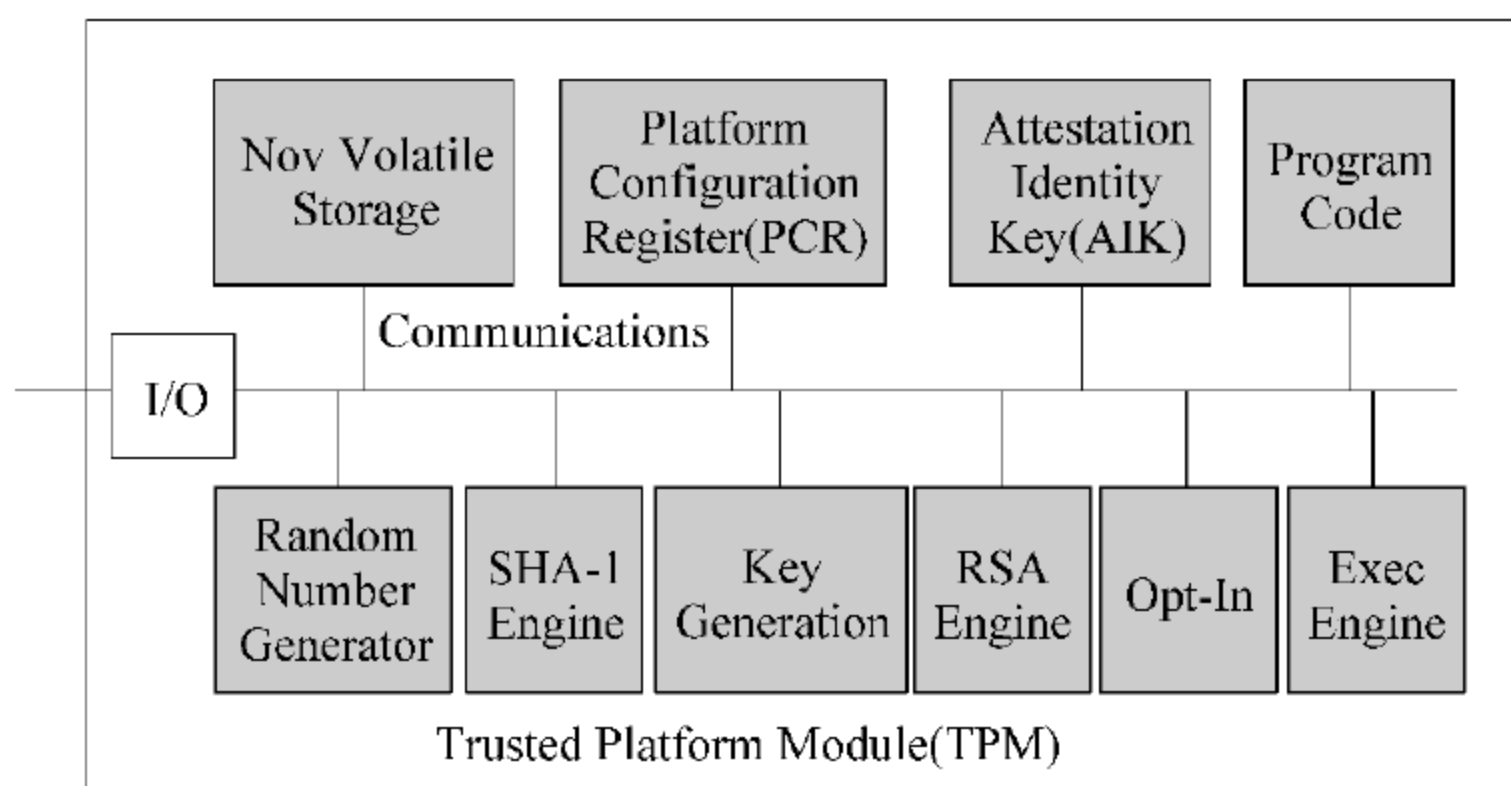 Nov Volatile
Storage
Platform
Configuration
Register(PCR)
Attestation
Identity
Key(AIK)
Program
Code
Communications
I/O
Random
Number
Generator
SHA-1
Engine
Key
Generation
RSA
Engine
Opt-In
Exec
Engine
Trusted Platform Module(TPM)